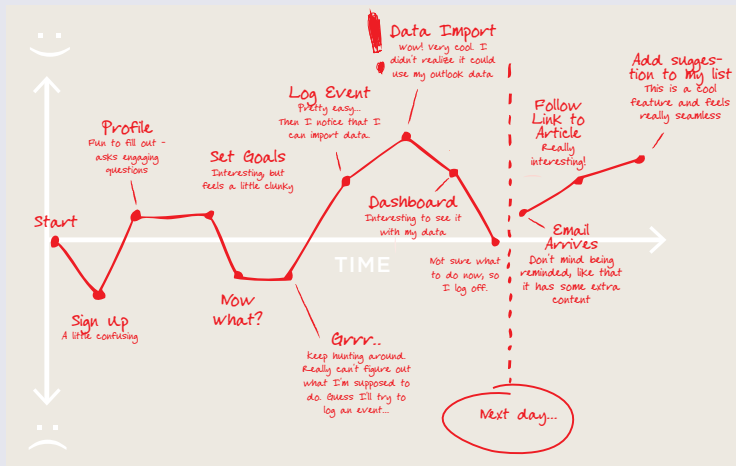 Start
Sign Up
A little confusing
Profile
Fun to fill out -
asks engaging
questions
Set Goals
Interesting, but
feels a little clunky
Now
what?
Grrr..
Keep hunting around.
Really can't figure out
what I'm supposed to
do. Guess I'll try to
log an event...
Log Event
Pretty easy...
Then I notice that I
can import data.
Data Import
Wow! Very cool. I
didn't realize it could
use my outlook data
Dashboard
Interesting to see it
with my data
Not sure what
to do now, so
I log off.
TIME
Next day...
Email
Arrives
Don't mind being
reminded, like that
it has some extra
content
Follow
Link to
Article
Really
interesting!
Add sugges-
tion to my list
This is a cool
feature and feels
really seamless